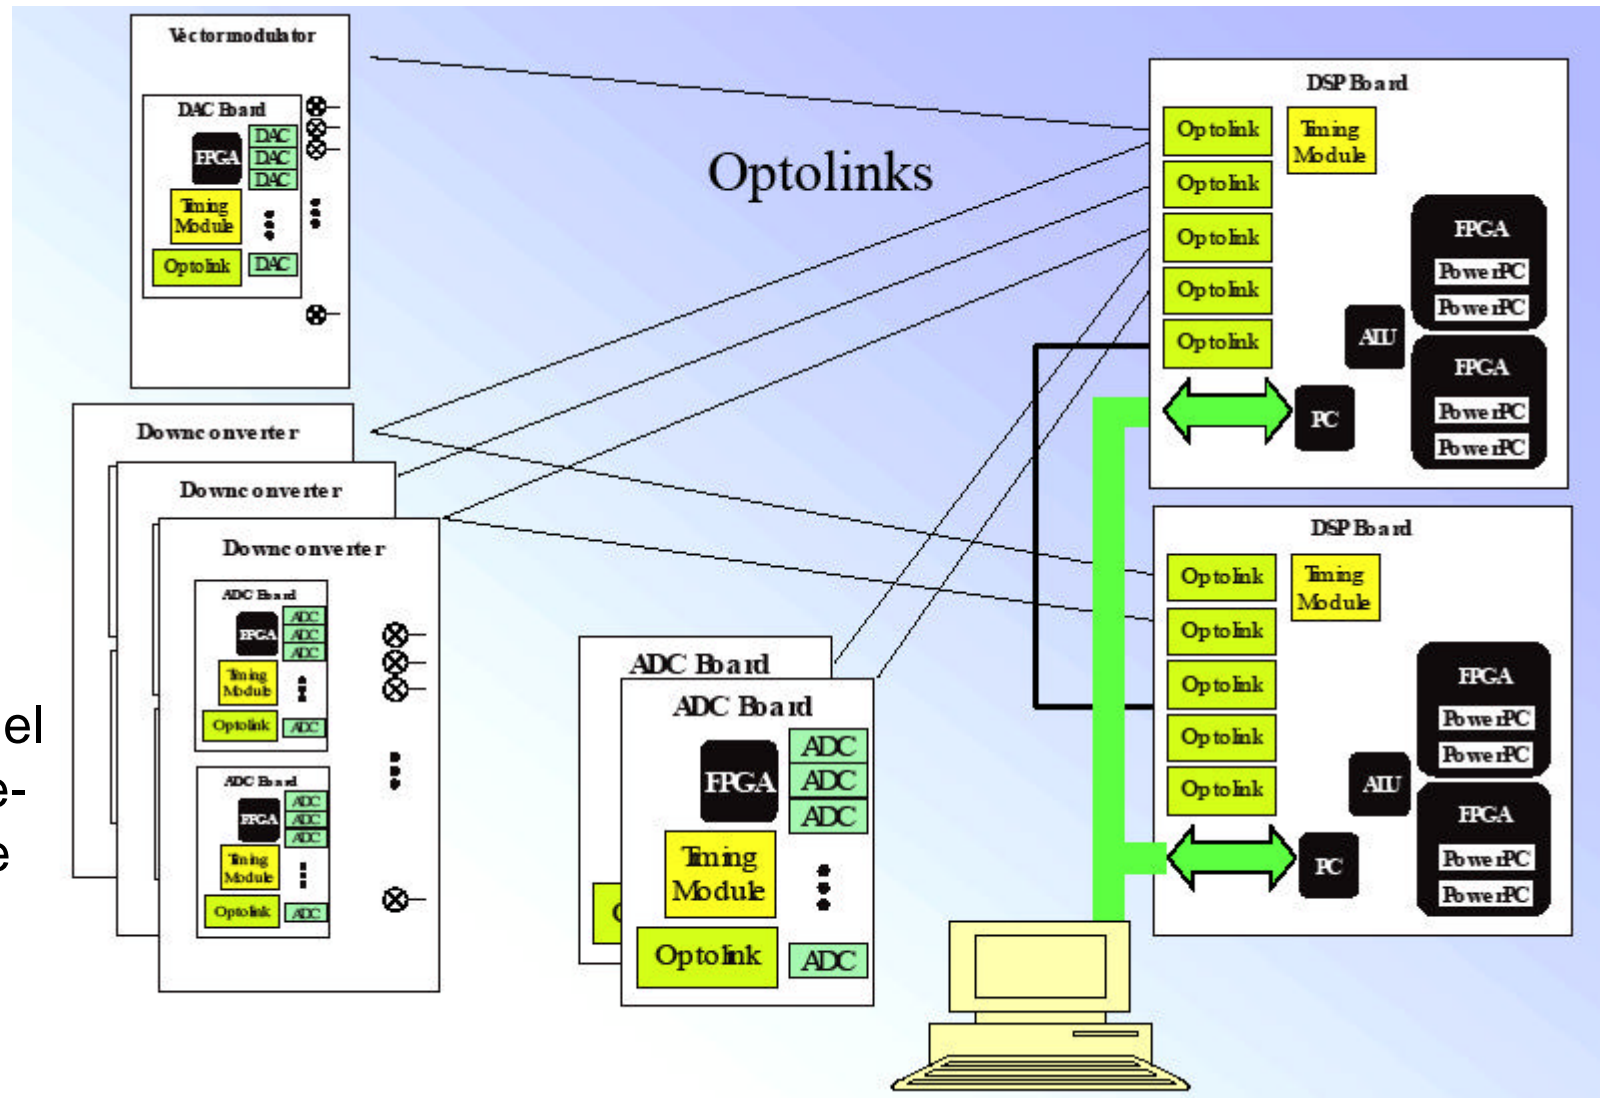 Vectormodulator
DAC Board
FPGA
DAC
DAC
DAC
Timing
Module
Optolink
DAC
Optolinks
DSP Board
Optolink
Optolink
Optolink
Optolink
Optolink
Timing
Module
FPGA
PowerPC
PowerPC
ALU
FPGA
PowerPC
PowerPC
PC
Downconverter
Downconverter
Downconverter
ADC Board
FPGA
ADC
ADC
ADC
Timing
Module
Optolink
ADC
ADC Board
FPGA
ADC
ADC
ADC
Timing
Module
Optolink
ADC
el
e-
e
ADC Board
ADC Board
FPGA
ADC
ADC
ADC
Timing
Module
Optolink
ADC
DSP Board
Optolink
Optolink
Optolink
Optolink
Optolink
Timing
Module
FPGA
PowerPC
PowerPC
ALU
FPGA
PowerPC
PowerPC
PC